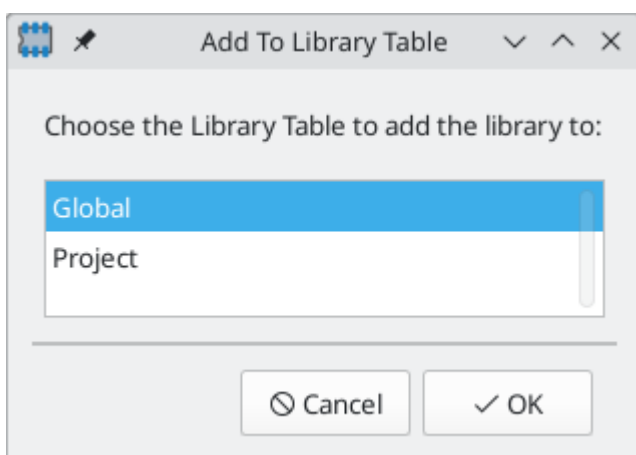 Add To Library Table
Choose the Library Table to add the library to:
Global
Project
Cancel
OK